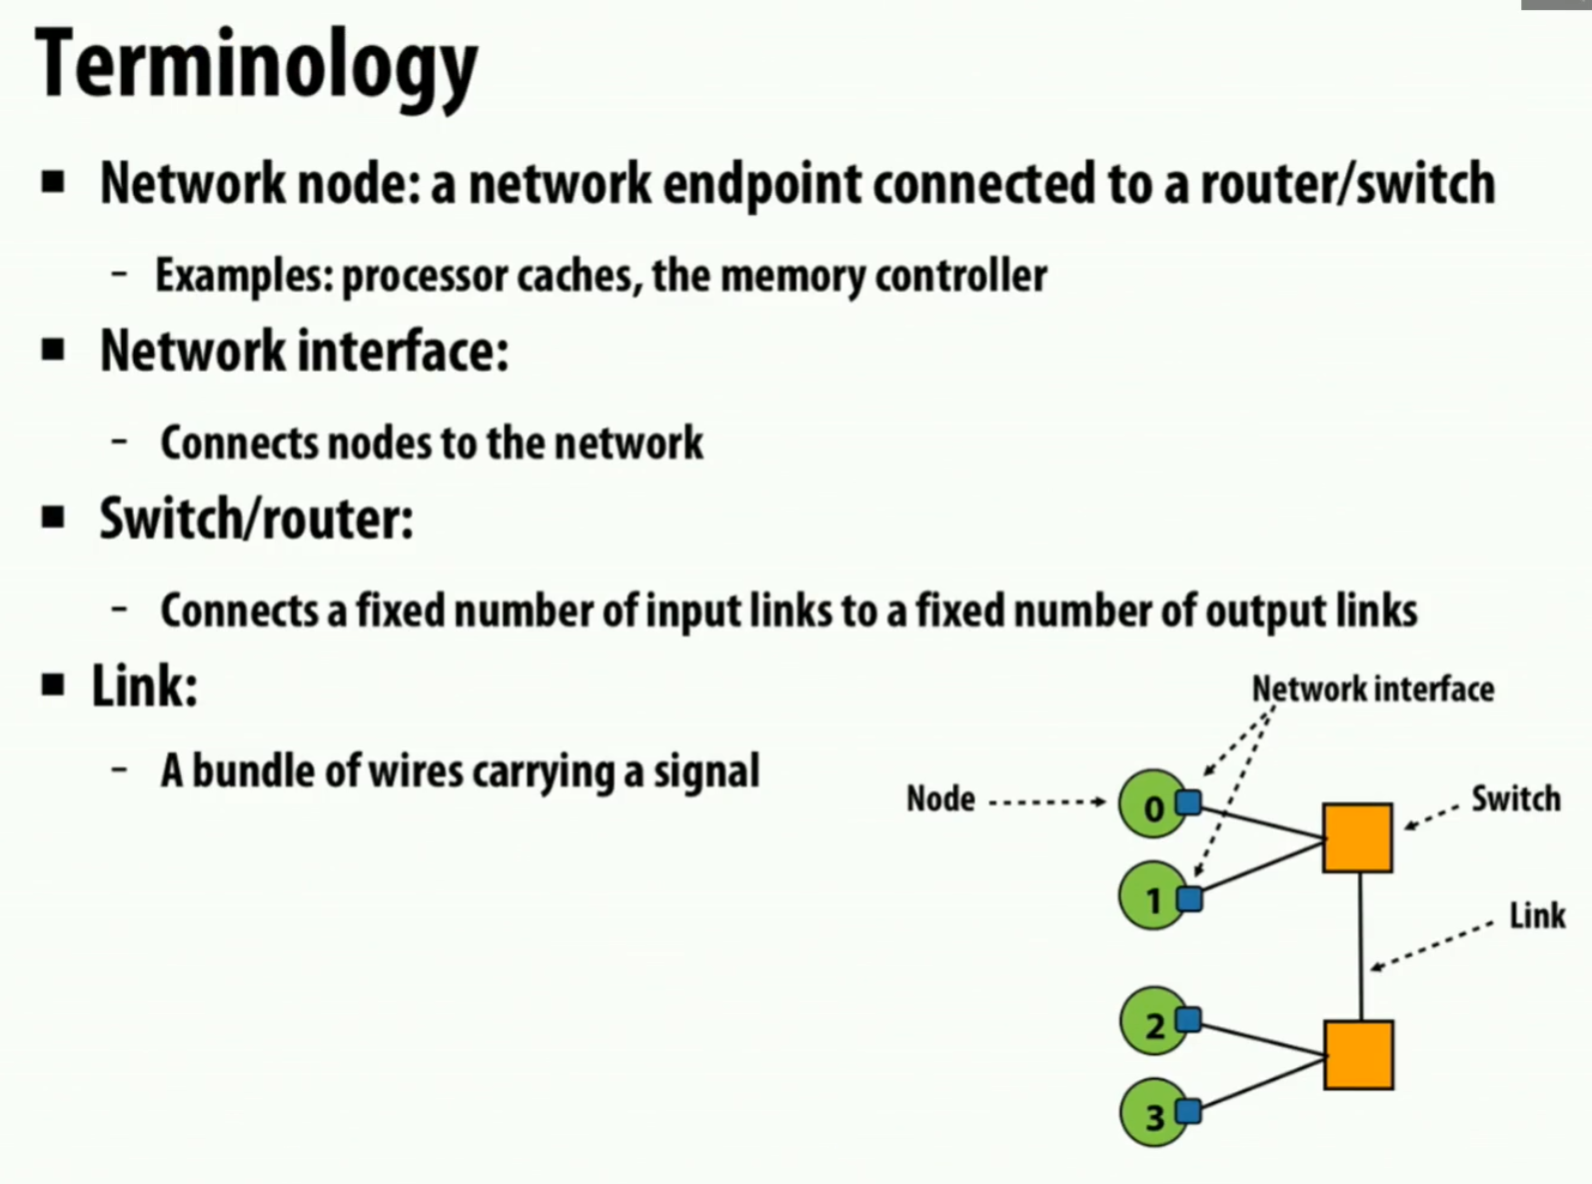 Terminology
■ Network node: a network endpoint connected to a router/switch
– Examples: processor caches, the memory controller
■ Network interface:
– Connects nodes to the network
■ Switch/router:
– Connects a fixed number of input links to a fixed number of output links
■ Link:
– A bundle of wires carrying a signal
Network interface
Node
0
Switch
1
Link
2
3